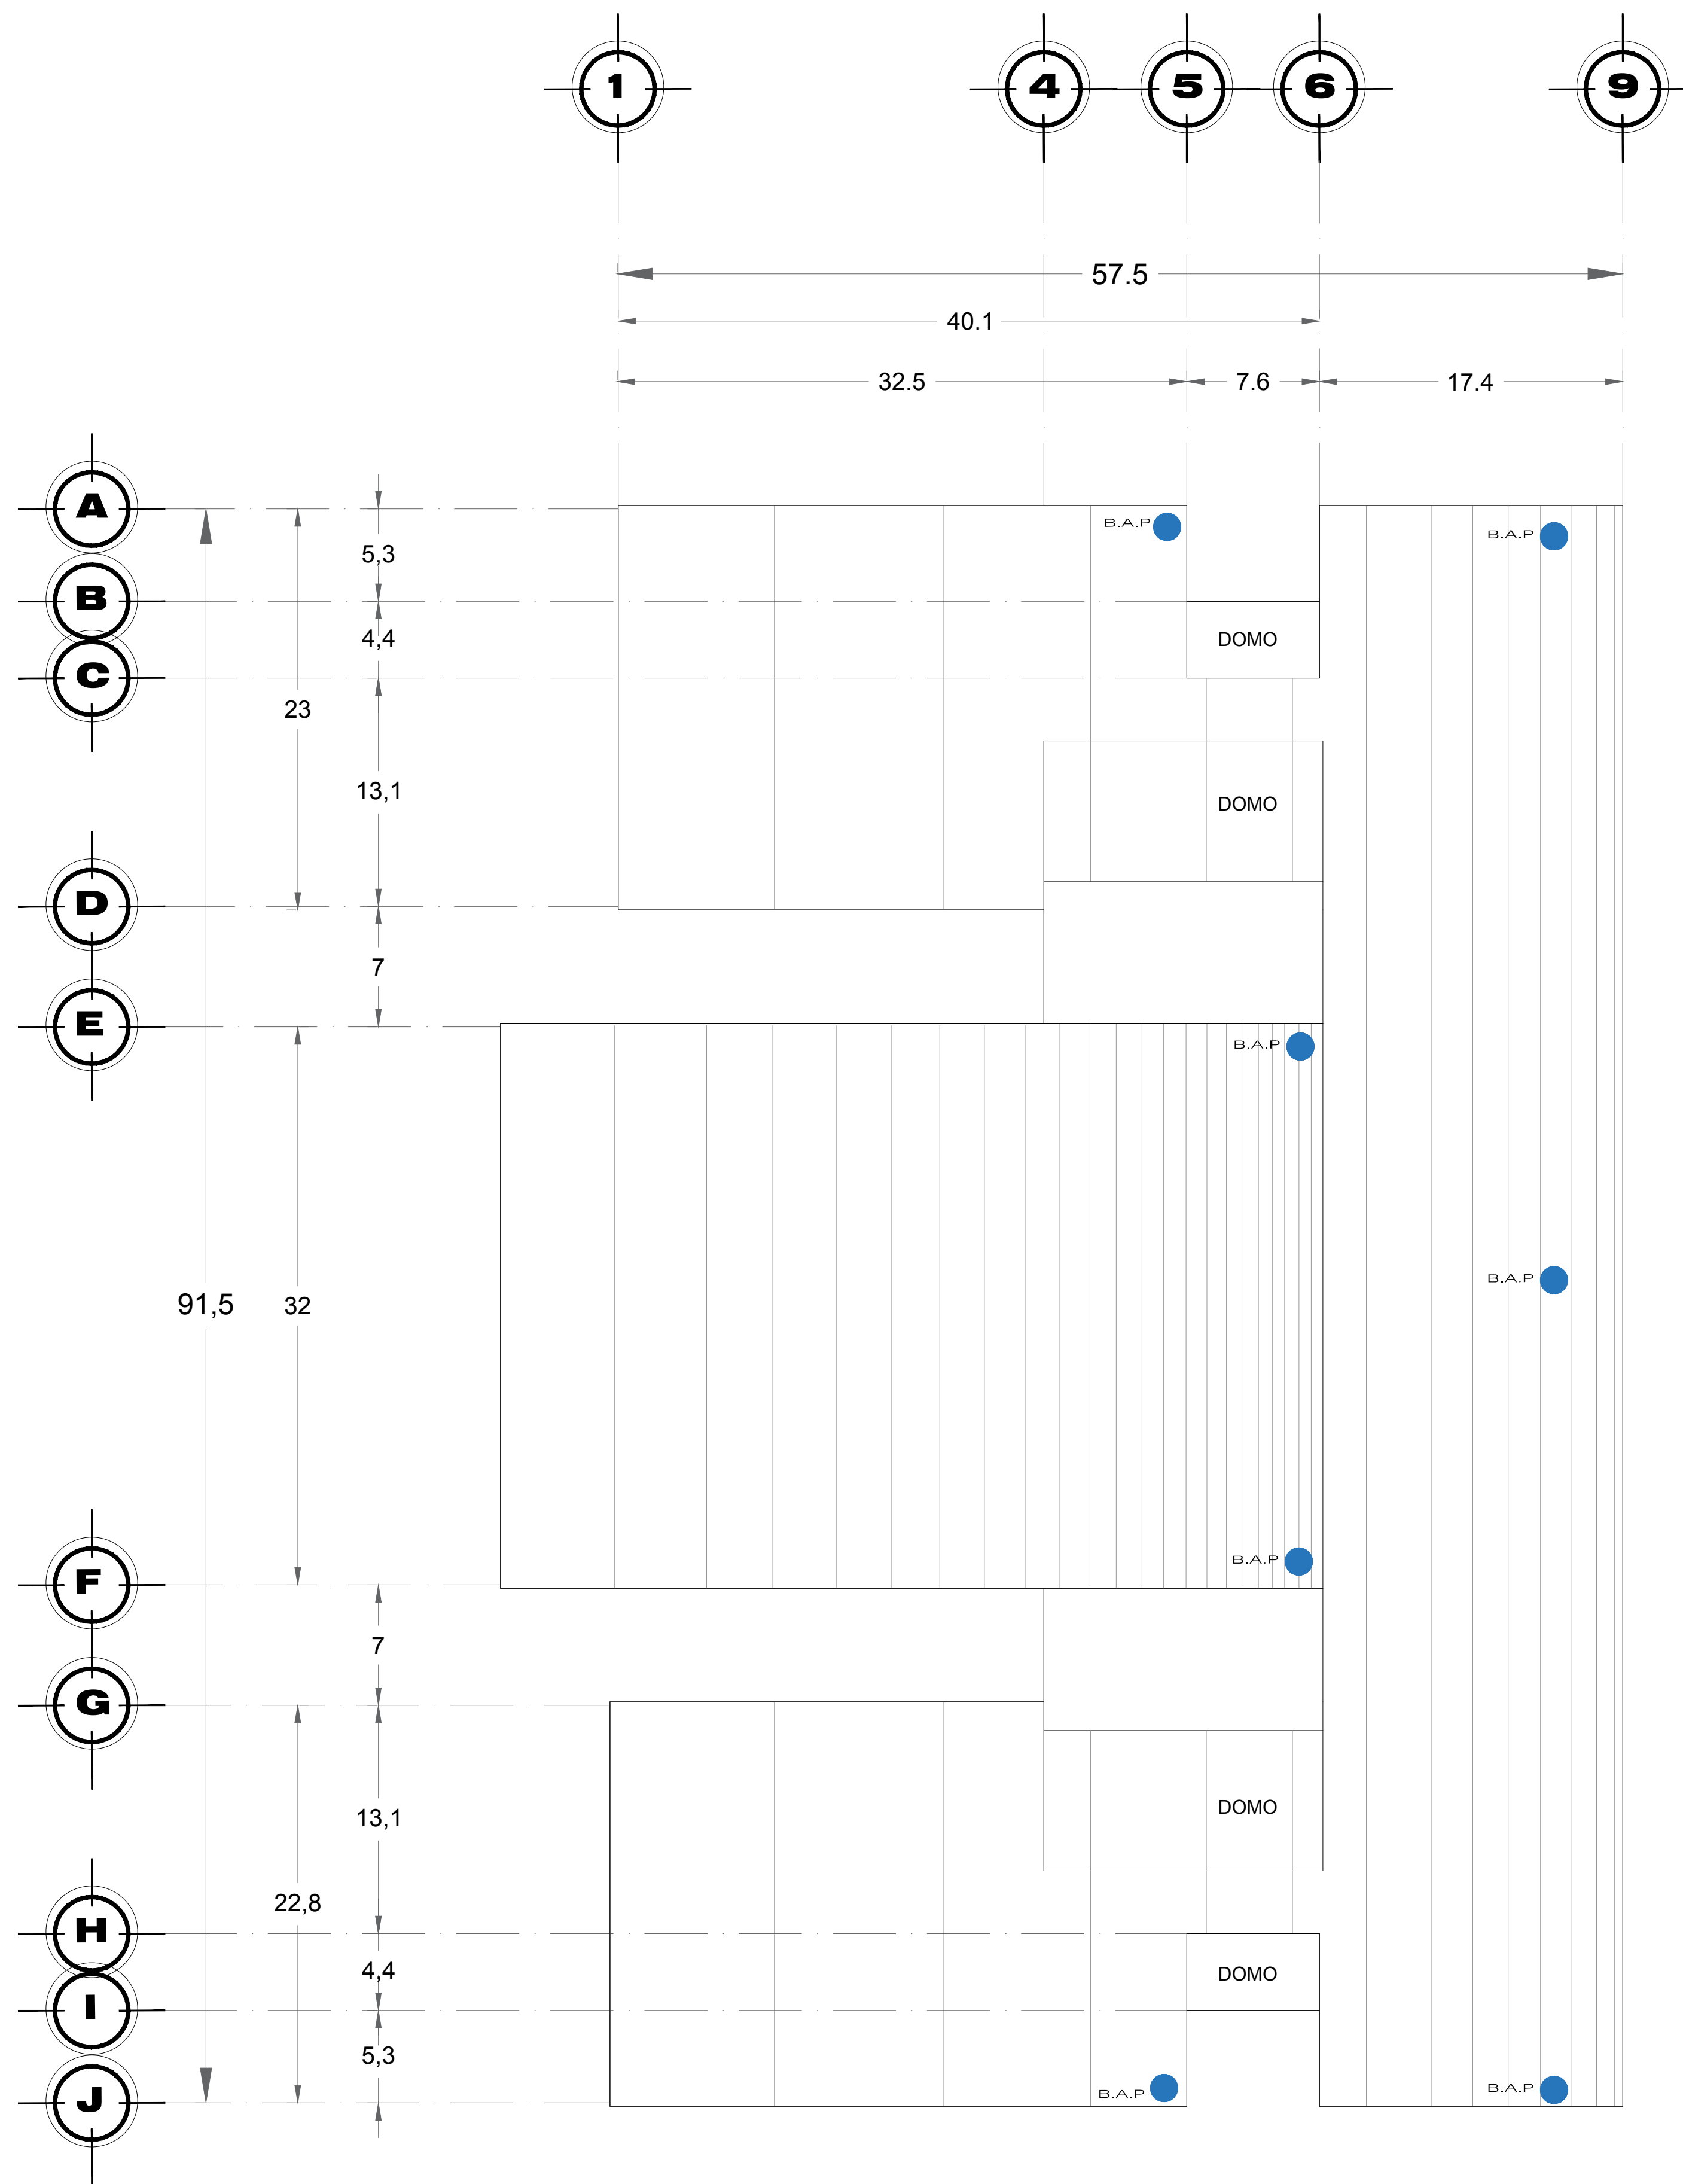 1 4 5 6 9
57.5
40.1
32.5 7.6 17.4
A
B.A.P B.A.P
5,3
B
4,4 DOMO
C
23
13,1 DOMO
D
7
E
B.A.P
B.A.P
91,5 32
B.A.P
F
7
G
13,1 DOMO
22,8
H
4,4 DOMO
I
5,3
B.A.P B.A.P
J